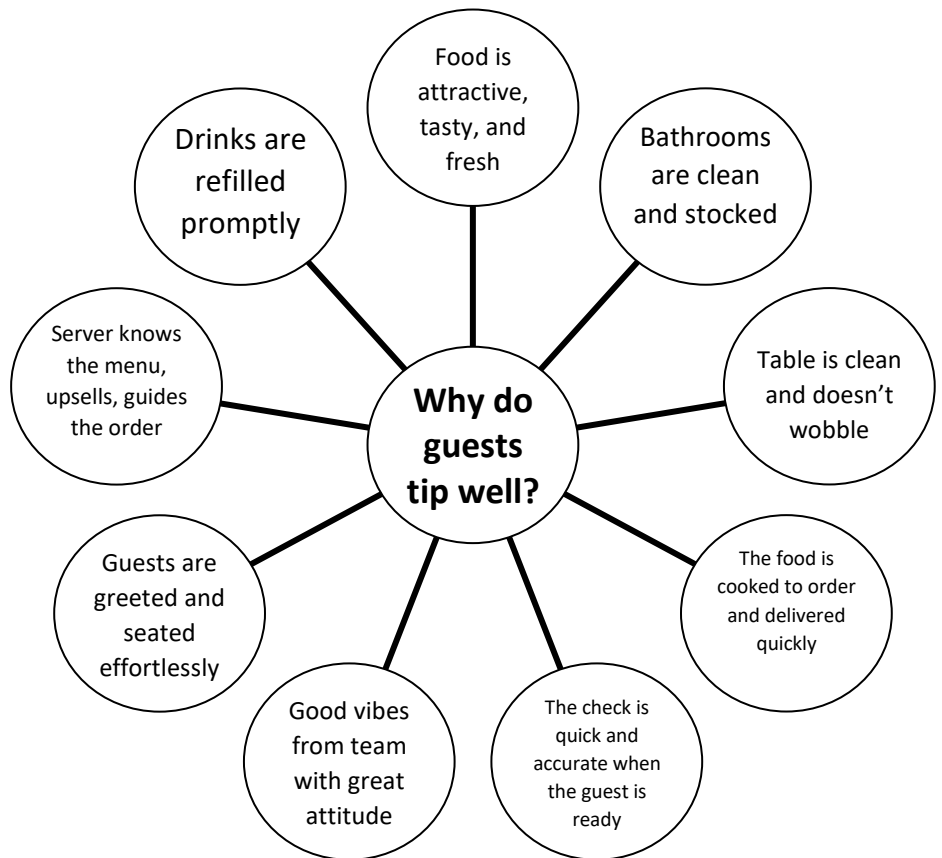 Food is
attractive,
tasty, and
fresh
Bathrooms
are clean
and stocked
Table is clean
and doesn’t
wobble
The food is
cooked to order
and delivered
quickly
The check is
quick and
accurate when
the guest is
ready
Good vibes
from team
with great
attitude
Guests are
greeted and
seated
effortlessly
Server knows
the menu,
upsells, guides
the order
Drinks are
refilled
promptly
Why do
guests
tip well?